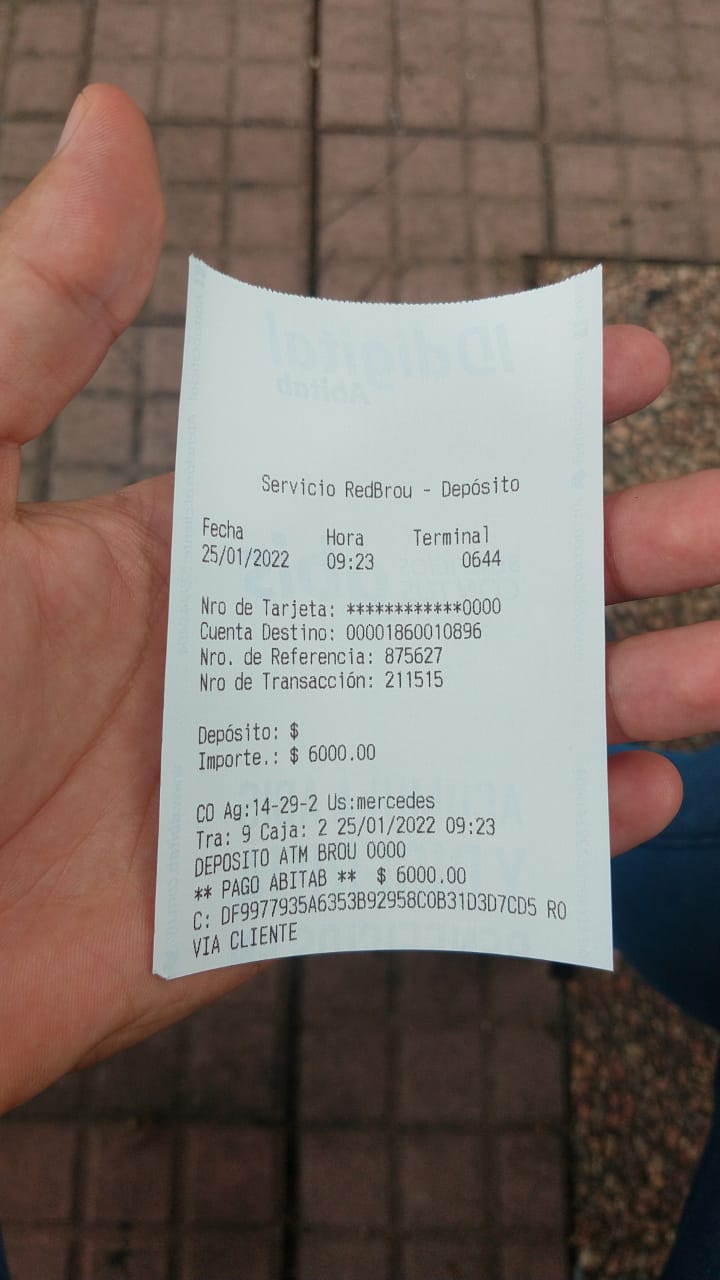 Servicio RedBrou - Depósito
Fecha Hora Terminal
25/01/2022 09:23 0644
Nro de Tarjeta: ************0000
Cuenta Destino: 00001860010896
Nro. de Referencia: 875627
Nro de Transacción: 211515
Depósito: $
Importe.: $ 6000.00
CO Ag:14-29-2 Us:mercedes
Tra: 9 Caja: 2 25/01/2022 09:23
DEPOSITO ATM BROU 0000
** PAGO ABITAB ** $ 6000.00
C: DF9977935A6353B92958C0B31D3D7CD5 RO
VIA CLIENTE
IDdigital
Abitab